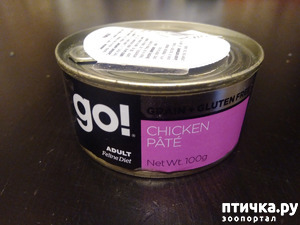 go!
ADULT
Feline Diet
GRAIN + GLUTEN FREE
CHICKEN
PÂTÉ
Net Wt. 100g
птичка.ру
зоопортал